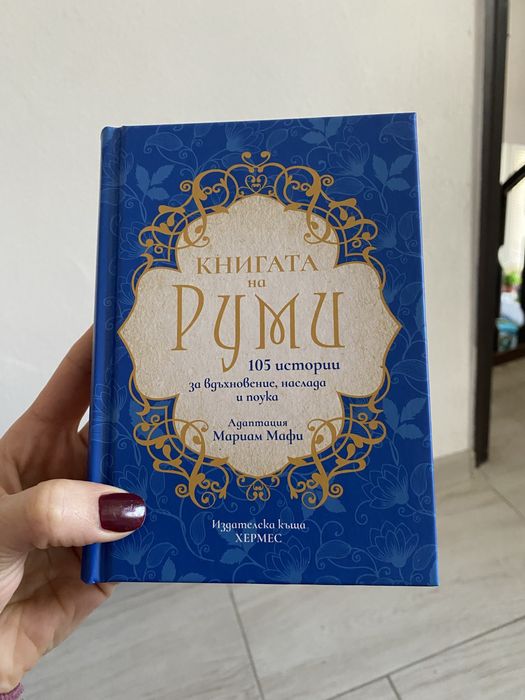 КНИГАТА
на
Руми
105 истории
за вдъхновение, наслада
и поука
Адаптация
Мариам Мафи
Издателска къща
ХЕРМЕС